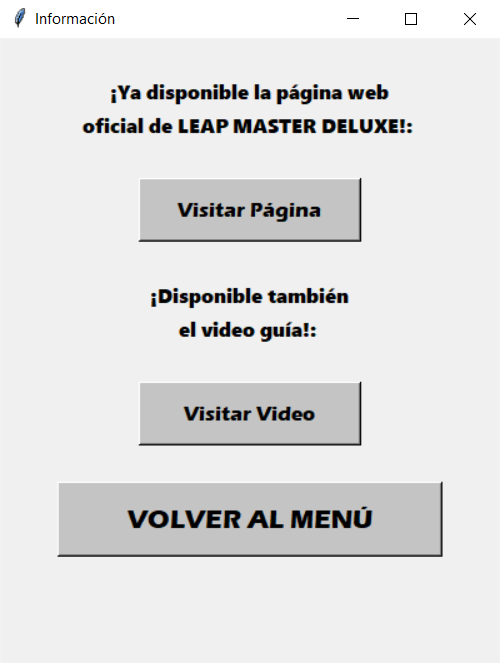 Información
¡Ya disponible la página web
oficial de LEAP MASTER DELUXE!:
Visitar Página
¡Disponible también
el video guía!:
Visitar Video
VOLVER AL MENÚ